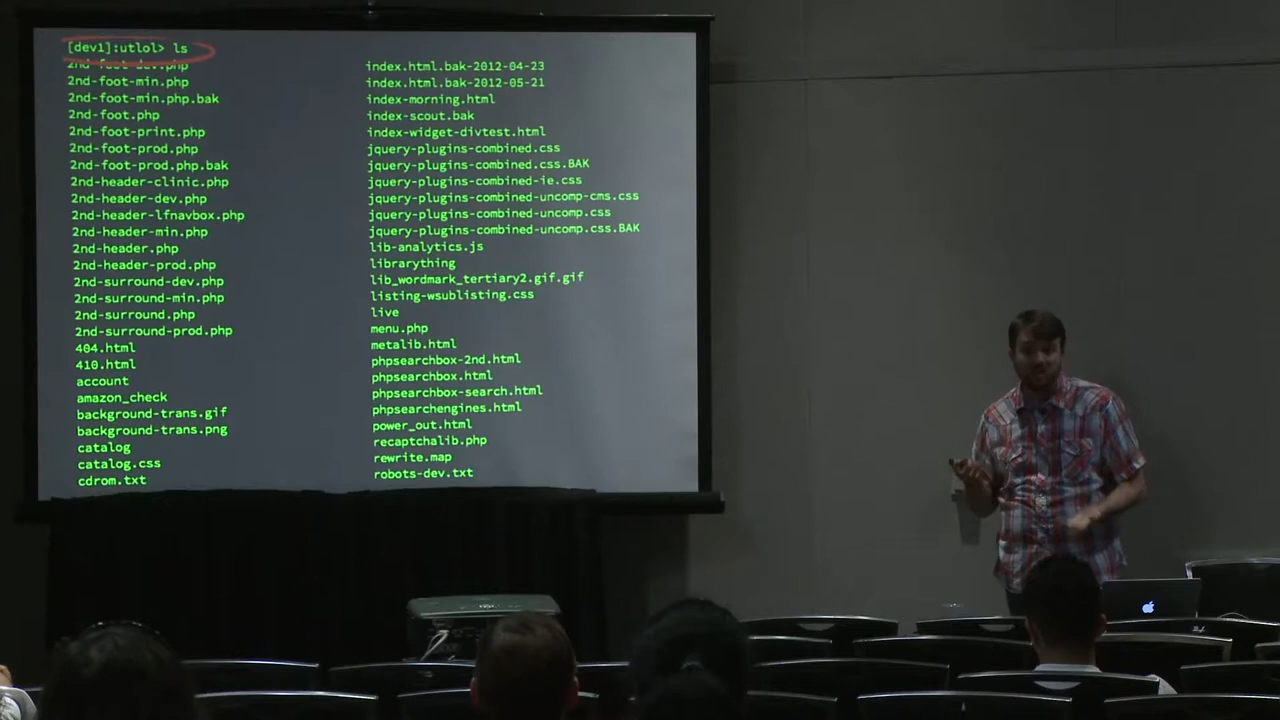 [dev1]:utlol> ls
2nd-foot-dev.php
2nd-foot-min.php
2nd-foot-min.php.bak
2nd-foot.php
2nd-foot-print.php
2nd-foot-prod.php
2nd-foot-prod.php.bak
2nd-header-clinic.php
2nd-header-dev.php
2nd-header-lfnavbox.php
2nd-header-min.php
2nd-header.php
2nd-header-prod.php
2nd-surround-dev.php
2nd-surround-min.php
2nd-surround.php
2nd-surround-prod.php
404.html
410.html
account
amazon_check
background-trans.gif
background-trans.png
catalog
catalog.css
cdrom.txt
index.html.bak-2012-04-23
index.html.bak-2012-05-21
index-morning.html
index-scout.bak
index-widget-divtest.html
jquery-plugins-combined.css
jquery-plugins-combined.css.BAK
jquery-plugins-combined-ie.css
jquery-plugins-combined-uncomp-cms.css
jquery-plugins-combined-uncomp.css
jquery-plugins-combined-uncomp.css.BAK
lib-analytics.js
librarything
lib_wordmark_tertiary2.gif.gif
listing-wsublisting.css
live
menu.php
metalib.html
phpsearchbox-2nd.html
phpsearchbox.html
phpsearchbox-search.html
phpsearchengines.html
power_out.html
recaptchalib.php
rewrite.map
robots-dev.txt